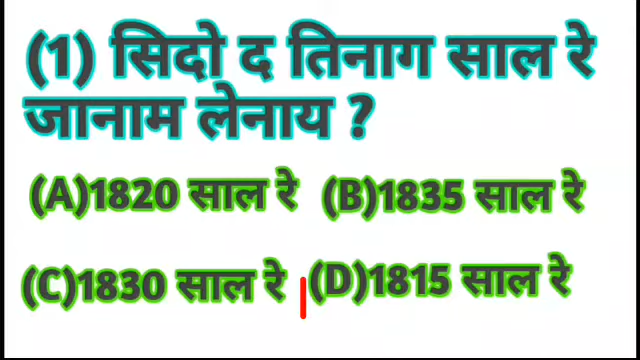 (1) सिदो द तिनाग साल रे
जानाम लेनाय ?
(A)1820 साल रे (B)1835 साल रे
(C)1830 साल रे (D)1815 साल रे